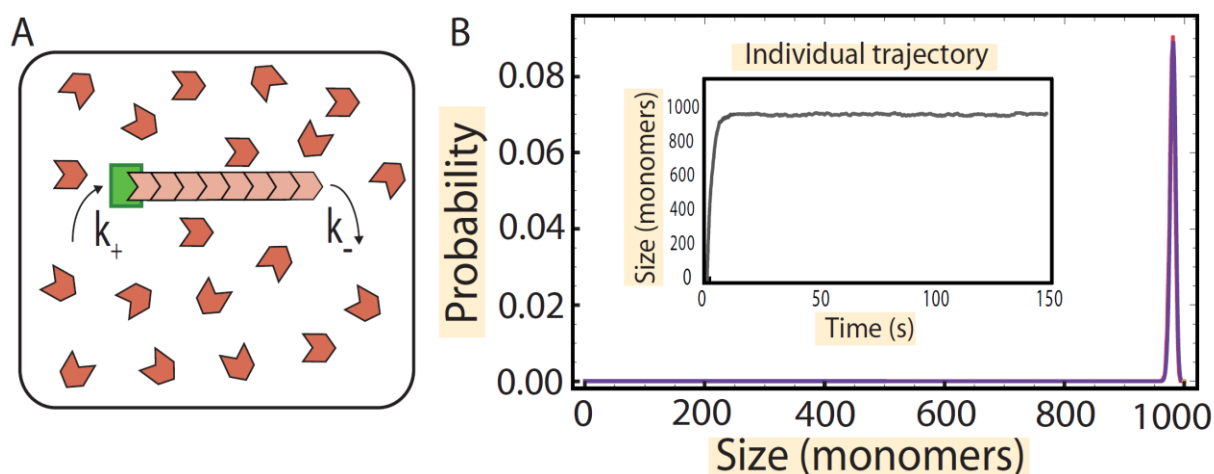 A
k+
k-
B
Individual trajectory
Size (monomers)
1000
800
600
400
200
0
0 50 100 150
Time (s)
Probability
0.08
0.06
0.04
0.02
0.00
0 200 400 600 800 1000
Size (monomers)